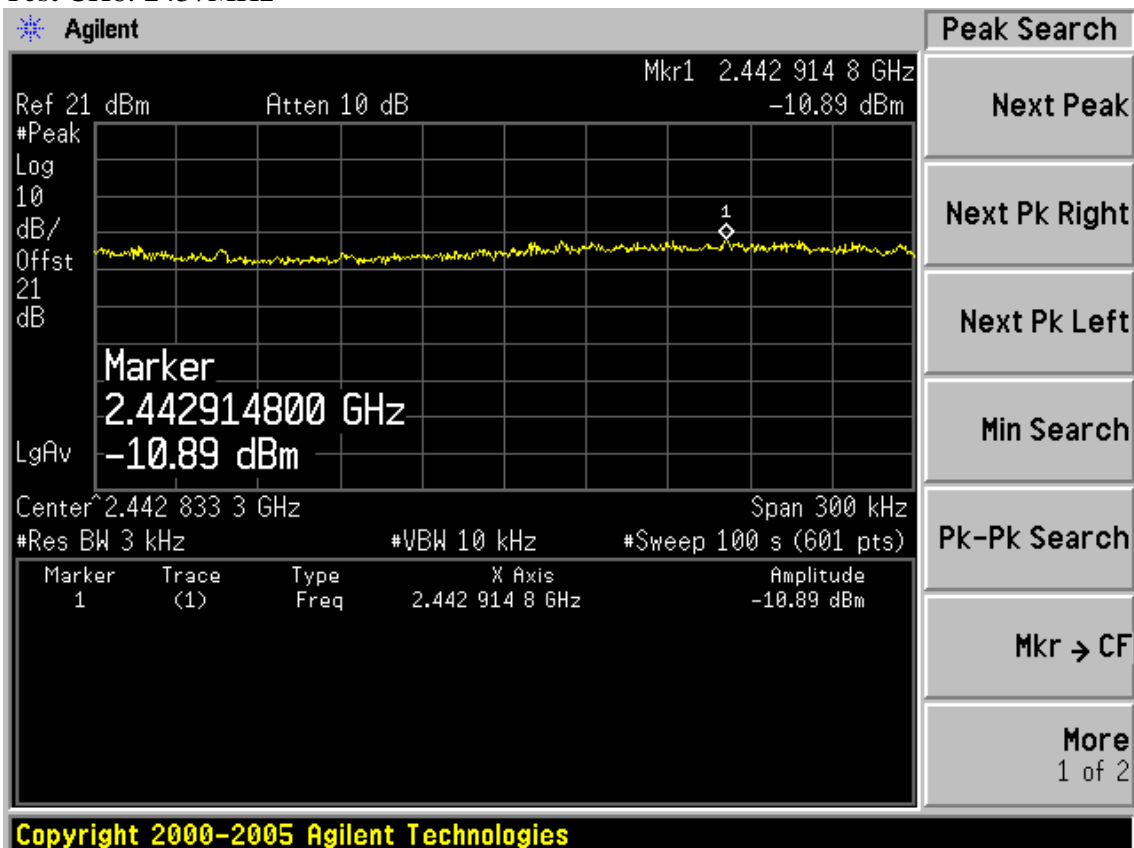 Agilent
Peak Search
Mkr1 2.442 914 8 GHz
Ref 21 dBm Atten 10 dB -10.89 dBm
#Peak
Log
10
dB/
Offst
21
dB
1
Marker
2.442914800 GHz
-10.89 dBm
LgAv
Center^2.442 833 3 GHz Span 300 kHz
#Res BW 3 kHz #VBW 10 kHz #Sweep 100 s (601 pts)
Marker Trace Type X Axis Amplitude
1 (1) Freq 2.442 914 8 GHz -10.89 dBm
Next Peak
Next Pk Right
Next Pk Left
Min Search
Pk-Pk Search
Mkr → CF
More
1 of 2
Copyright 2000-2005 Agilent Technologies